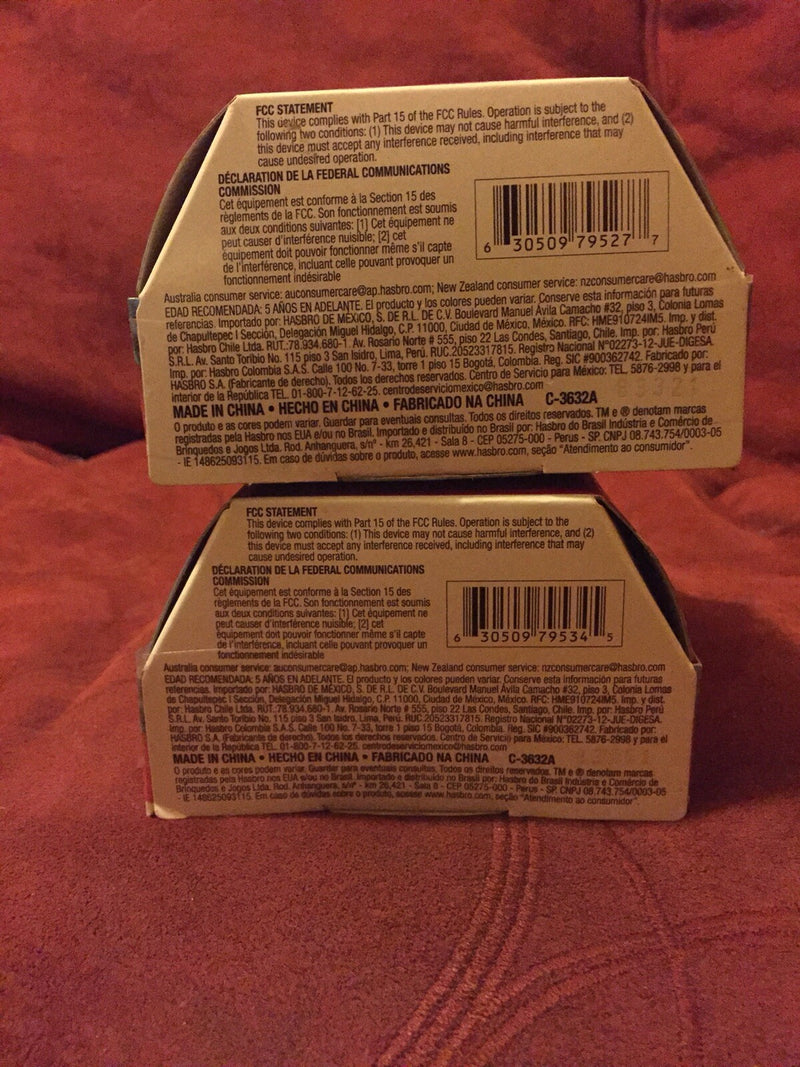 FCC STATEMENT
This device complies with Part 15 of the FCC Rules. Operation is subject to the
following two conditions: (1) This device may not cause harmful interference, and (2)
this device must accept any interference received, including interference that may
cause undesired operation.
DÉCLARATION DE LA FEDERAL COMMUNICATIONS
COMMISSION
Cet équipement est conforme à la Section 15 des
règlements de la FCC. Son fonctionnement est soumis
aux deux conditions suivantes: [1] Cet équipement ne
peut causer d'interférence nuisible; [2] cet
équipement doit pouvoir fonctionner même s'il capte
de l'interférence, incluant celle pouvant provoquer un
fonctionnement indésirable
6 30509 79527 7
Australia consumer service: auconsumercare@ap.hasbro.com; New Zealand consumer service: nzconsumercare@hasbro.com
EDAD RECOMENDADA: 5 AÑOS EN ADELANTE. El producto y los colores pueden variar. Conserve esta información para futuras
referencias. Importado por: HASBRO DE MEXICO, S. DE R.L. DE C.V. Boulevard Manuel Ávila Camacho #32, piso 3, Colonia Lomas
de Chapultepec I Sección, Delegación Miguel Hidalgo, C.P. 11000, Ciudad de México, México. RFC: HME910724IM5. Imp. y dist.
por: Hasbro Chile Ltda. RUT.:78.934.680-1. Av. Rosario Norte # 555, piso 22 Las Condes, Santiago, Chile. Imp. por: Hasbro Perú
S.R.L. Av. Santo Toribio No. 115 piso 3 San Isidro, Lima, Perú. RUC.20523317815. Registro Nacional N°02273-12-JUE-DIGESA.
Imp. por: Hasbro Colombia S.A.S. Calle 100 No. 7-33, torre 1 piso 15 Bogotá, Colombia. Reg. SIC #900362742. Fabricado por:
HASBRO S.A. (Fabricante de derecho). Todos los derechos reservados. Centro de Servicio para México: TEL. 5876-2998 y para el
interior de la República TEL. 01-800-7-12-62-25. centrodeserviciomexico@hasbro.com
MADE IN CHINA • HECHO EN CHINA • FABRICADO NA CHINA C-3632A
O produto e as cores podem variar. Guardar para eventuais consultas. Todos os direitos reservados. TM e ® denotam marcas
registradas pela Hasbro nos EUA e/ou no Brasil. Importado e distribuído no Brasil por: Hasbro do Brasil Indústria e Comércio de
Brinquedos e Jogos Ltda. Rod. Anhanguera, s/nº - km 26,421 - Sala 8 - CEP 05275-000 - Perus - SP. CNPJ 08.743.754/0003-05
- IE 148625093115. Em caso de dúvidas sobre o produto, acesse www.hasbro.com, seção "Atendimento ao consumidor".
FCC STATEMENT
This device complies with Part 15 of the FCC Rules. Operation is subject to the
following two conditions: (1) This device may not cause harmful interference, and (2)
this device must accept any interference received, including interference that may
cause undesired operation.
DÉCLARATION DE LA FEDERAL COMMUNICATIONS
COMMISSION
Cet équipement est conforme à la Section 15 des
règlements de la FCC. Son fonctionnement est soumis
aux deux conditions suivantes: [1] Cet équipement ne
peut causer d'interférence nuisible; [2] cet
équipement doit pouvoir fonctionner même s'il capte
de l'interférence, incluant celle pouvant provoquer un
fonctionnement indésirable
6 30509 79534 5
Australia consumer service: auconsumercare@ap.hasbro.com; New Zealand consumer service: nzconsumercare@hasbro.com
EDAD RECOMENDADA: 5 AÑOS EN ADELANTE. El producto y los colores pueden variar. Conserve esta información para futuras
referencias. Importado por: HASBRO DE MEXICO, S. DE R.L. DE C.V. Boulevard Manuel Ávila Camacho #32, piso 3, Colonia Lomas
de Chapultepec I Sección, Delegación Miguel Hidalgo, C.P. 11000, Ciudad de México, México. RFC: HME910724IM5. Imp. y dist.
por: Hasbro Chile Ltda. RUT.:78.934.680-1. Av. Rosario Norte # 555, piso 22 Las Condes, Santiago, Chile. Imp. por: Hasbro Perú
S.R.L. Av. Santo Toribio No. 115 piso 3 San Isidro, Lima, Perú. RUC.20523317815. Registro Nacional N°02273-12-JUE-DIGESA.
Imp. por: Hasbro Colombia S.A.S. Calle 100 No. 7-33, torre 1 piso 15 Bogotá, Colombia. Reg. SIC #900362742. Fabricado por:
HASBRO S.A. (Fabricante de derecho). Todos los derechos reservados. Centro de Servicio para México: TEL. 5876-2998 y para el
interior de la República TEL. 01-800-7-12-62-25. centrodeserviciomexico@hasbro.com
MADE IN CHINA • HECHO EN CHINA • FABRICADO NA CHINA C-3632A
O produto e as cores podem variar. Guardar para eventuais consultas. Todos os direitos reservados. TM e ® denotam marcas
registradas pela Hasbro nos EUA e/ou no Brasil. Importado e distribuído no Brasil por: Hasbro do Brasil Indústria e Comércio de
Brinquedos e Jogos Ltda. Rod. Anhanguera, s/nº - km 26,421 - Sala 8 - CEP 05275-000 - Perus - SP. CNPJ 08.743.754/0003-05
- IE 148625093115. Em caso de dúvidas sobre o produto, acesse www.hasbro.com, seção "Atendimento ao consumidor".